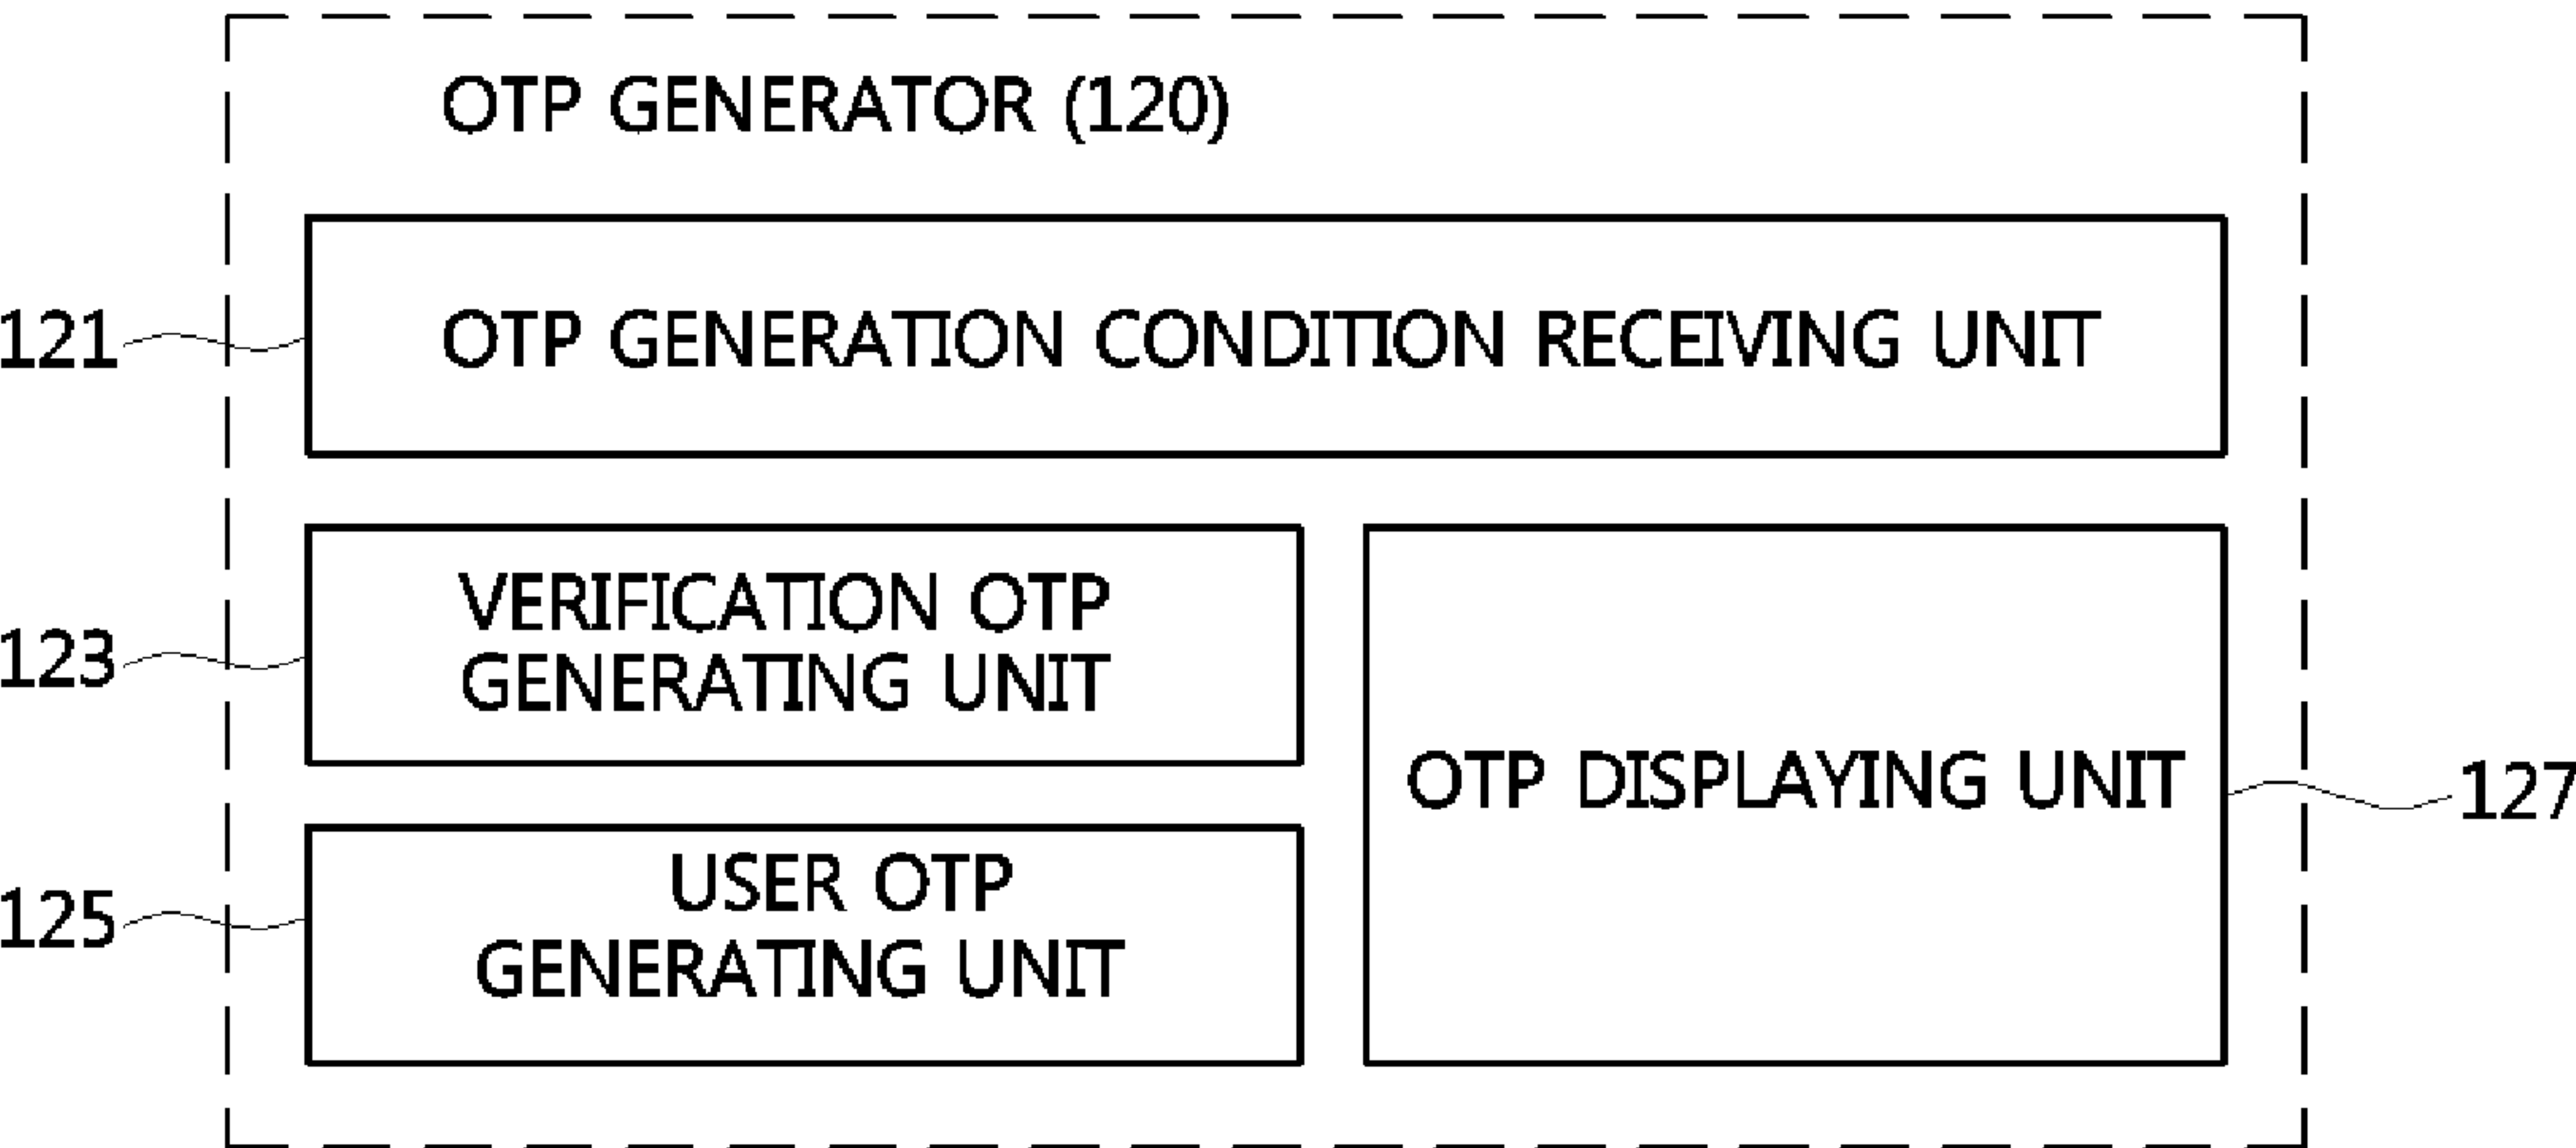 OTP GENERATOR (120)
121
OTP GENERATION CONDITION RECEIVING UNIT
123
VERIFICATION OTP
GENERATING UNIT
125
USER OTP
GENERATING UNIT
OTP DISPLAYING UNIT
127